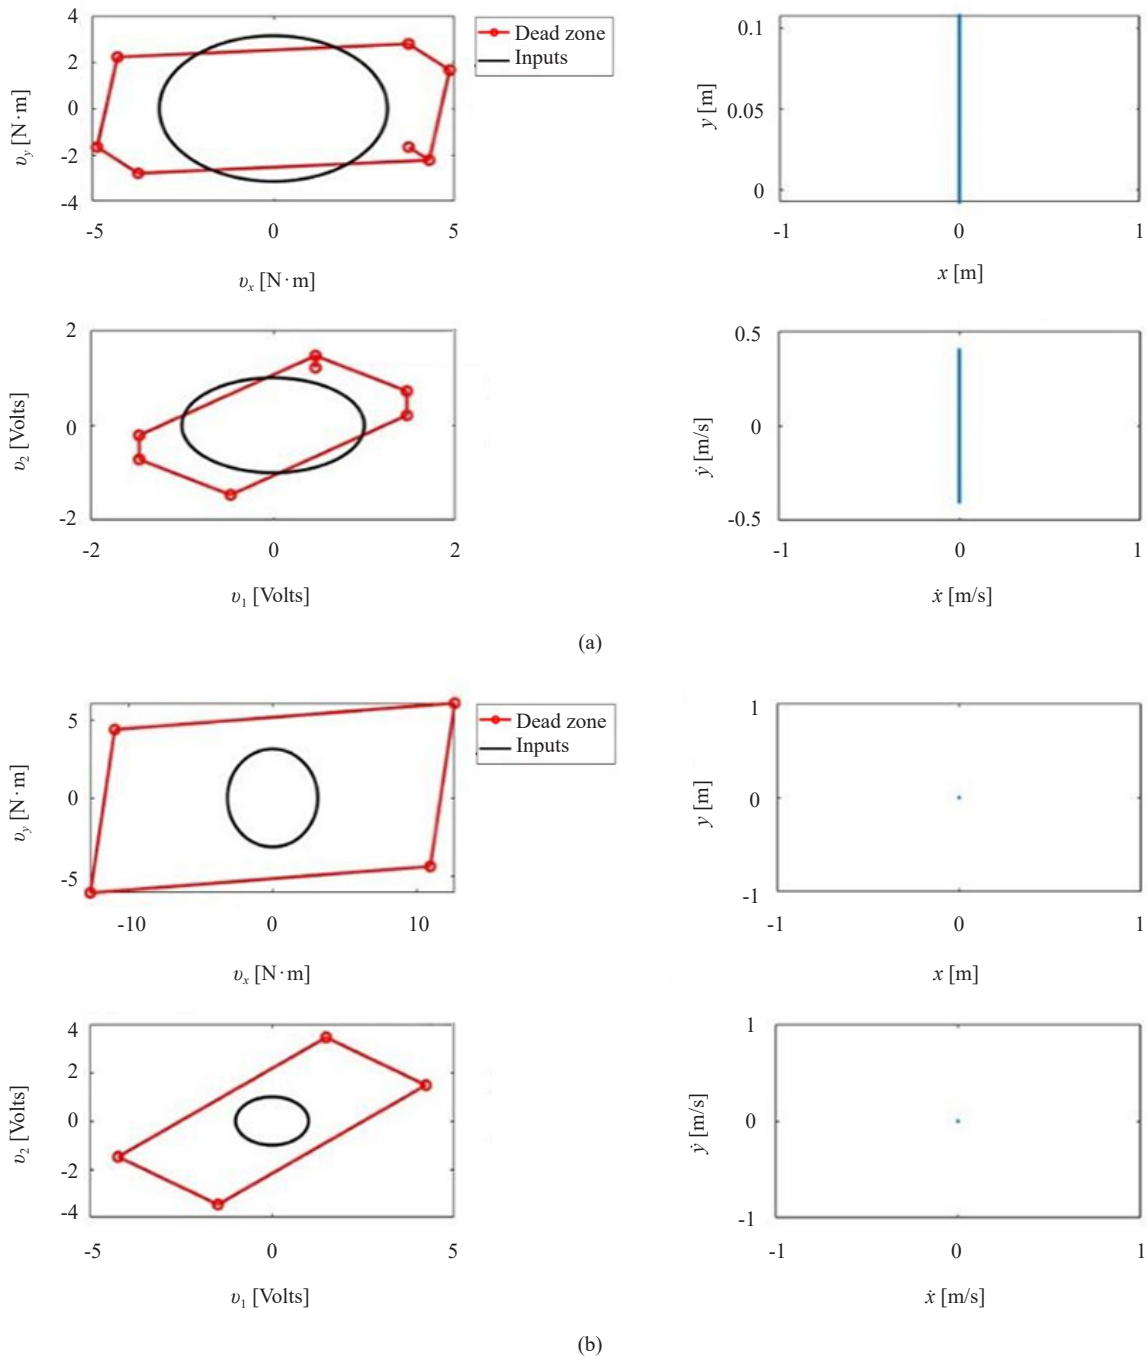 4
2
0
-2
-4
-5
0
5
υy [N·m]
υx [N·m]
Dead zone
Inputs
0.1
0.05
0
-1
0
1
y [m]
x [m]
2
0
-2
-2
0
2
υ2 [Volts]
υ1 [Volts]
0.5
0
-0.5
-1
0
1
ẏ [m/s]
ẋ [m/s]
(a)
5
0
-5
-10
0
10
υy [N·m]
υx [N·m]
Dead zone
Inputs
1
0
-1
-1
0
1
y [m]
x [m]
4
2
0
-2
-4
-5
0
5
υ2 [Volts]
υ1 [Volts]
1
0
-1
-1
0
1
ẏ [m/s]
ẋ [m/s]
(b)